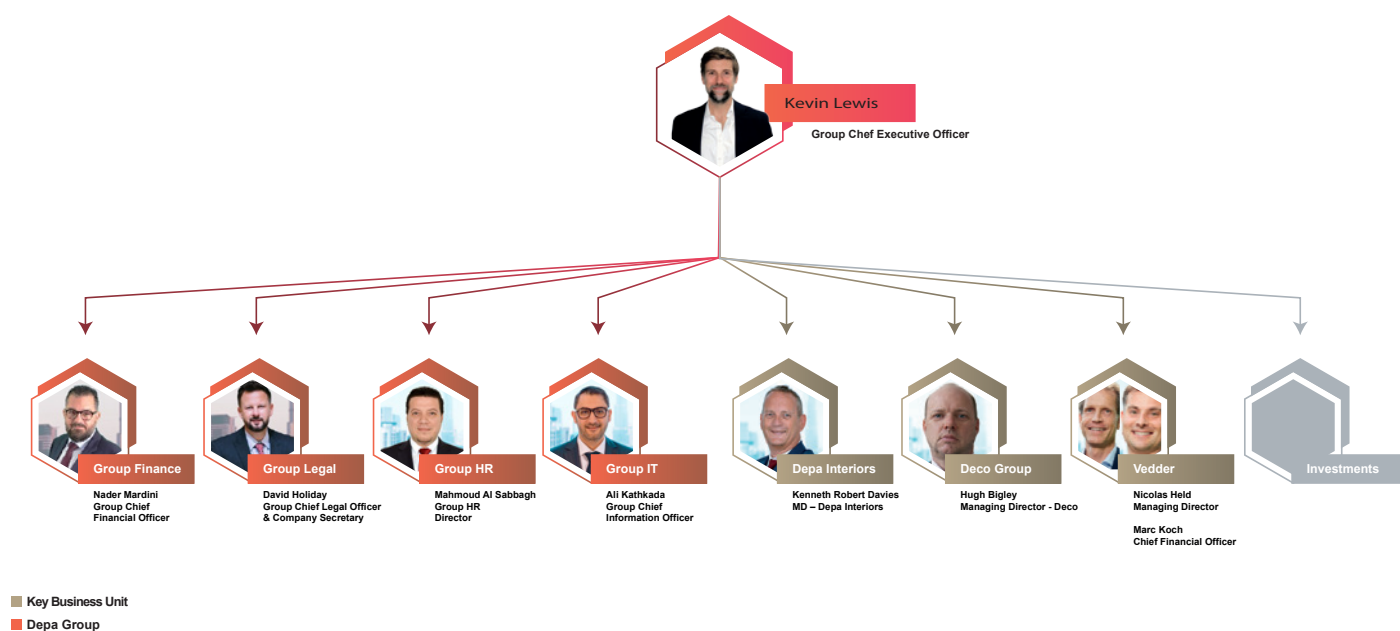 Kevin Lewis
Group Chef Executive Officer
Group Finance
Nader Mardini
Group Chief
Financial Officer
Group Legal
David Holiday
Group Chief Legal Officer
& Company Secretary
Group HR
Mahmoud Al Sabbagh
Group HR
Director
Group IT
Ali Kathkada
Group Chief
Information Officer
Depa Interiors
Kenneth Robert Davies
MD – Depa Interiors
Deco Group
Hugh Bigley
Managing Director - Deco
Vedder
Nicolas Held
Managing Director
Marc Koch
Chief Financial Officer
Investments
Key Business Unit
Depa Group